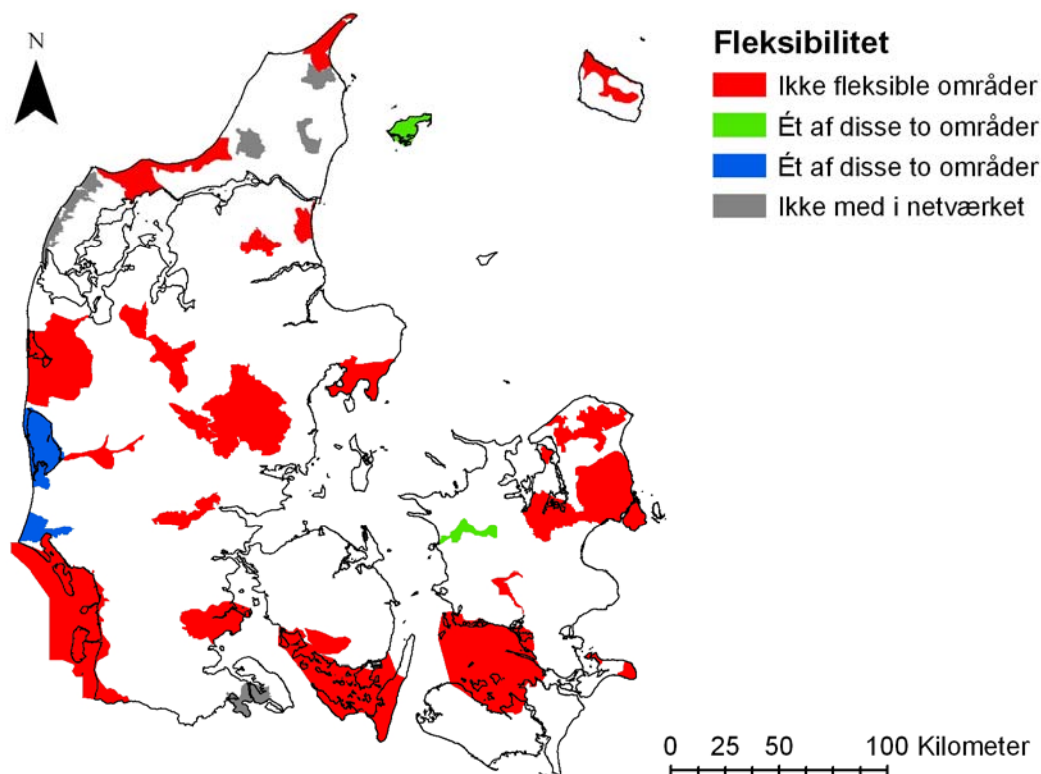 N
Fleksibilitet
Ikke fleksible områder
Ét af disse to områder
Ét af disse to områder
Ikke med i netværket
0 25 50 100 Kilometer